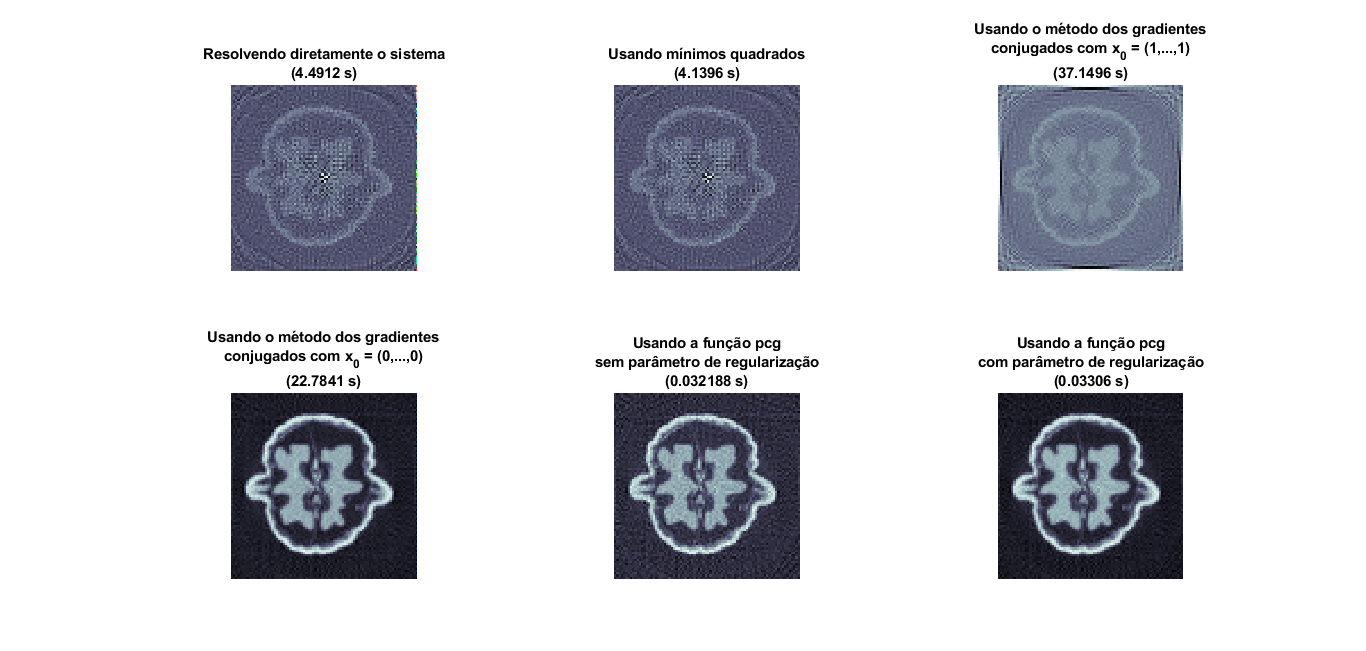 Resolvendo diretamente o sistema
(4.4912 s)
Usando mínimos quadrados
(4.1396 s)
Usando o método dos gradientes
conjugados com x0 = (1,...,1)
(37.1496 s)
Usando o método dos gradientes
conjugados com x0 = (0,...,0)
(22.7841 s)
Usando a função pcg
sem parâmetro de regularização
(0.032188 s)
Usando a função pcg
com parâmetro de regularização
(0.03306 s)